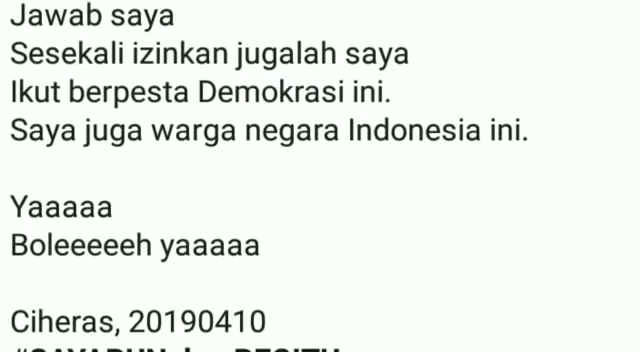 Jawab saya
Sesekali izinkan jugalah saya
Ikut berpesta Demokrasi ini.
Saya juga warga negara Indonesia ini.
Yaaaaa
Boleeeeeh yaaaaa
Ciheras, 20190410